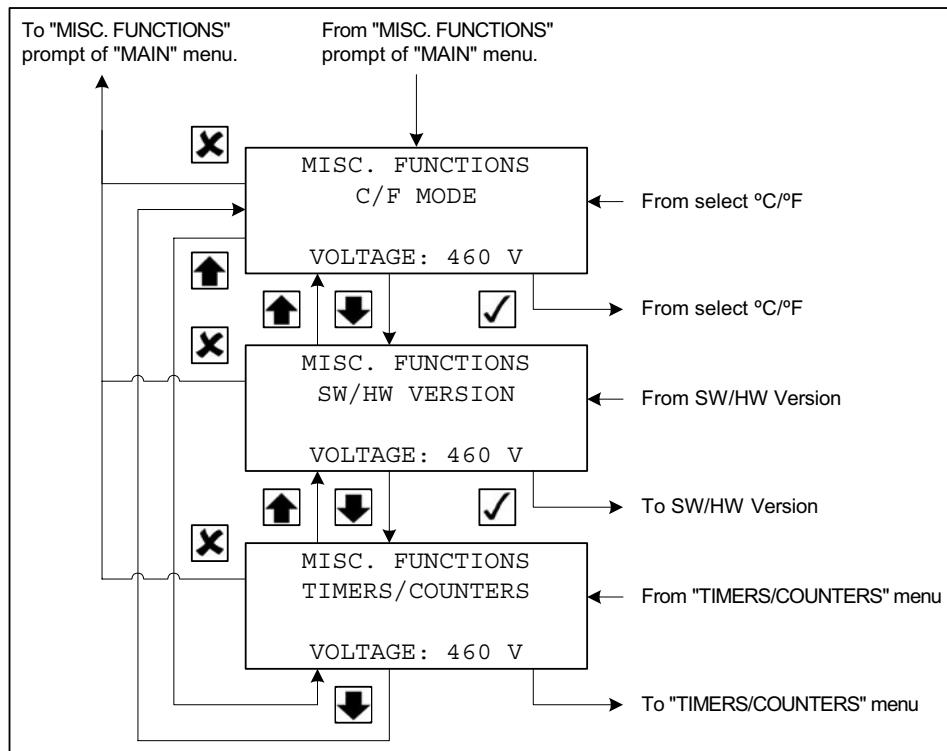 To "MISC. FUNCTIONS"
prompt of "MAIN" menu.
From "MISC. FUNCTIONS"
prompt of "MAIN" menu.
MISC. FUNCTIONS
C/F MODE
VOLTAGE: 460 V
From select ºC/ºF
From select ºC/ºF
MISC. FUNCTIONS
SW/HW VERSION
VOLTAGE: 460 V
From SW/HW Version
To SW/HW Version
MISC. FUNCTIONS
TIMERS/COUNTERS
VOLTAGE: 460 V
From "TIMERS/COUNTERS" menu
To "TIMERS/COUNTERS" menu